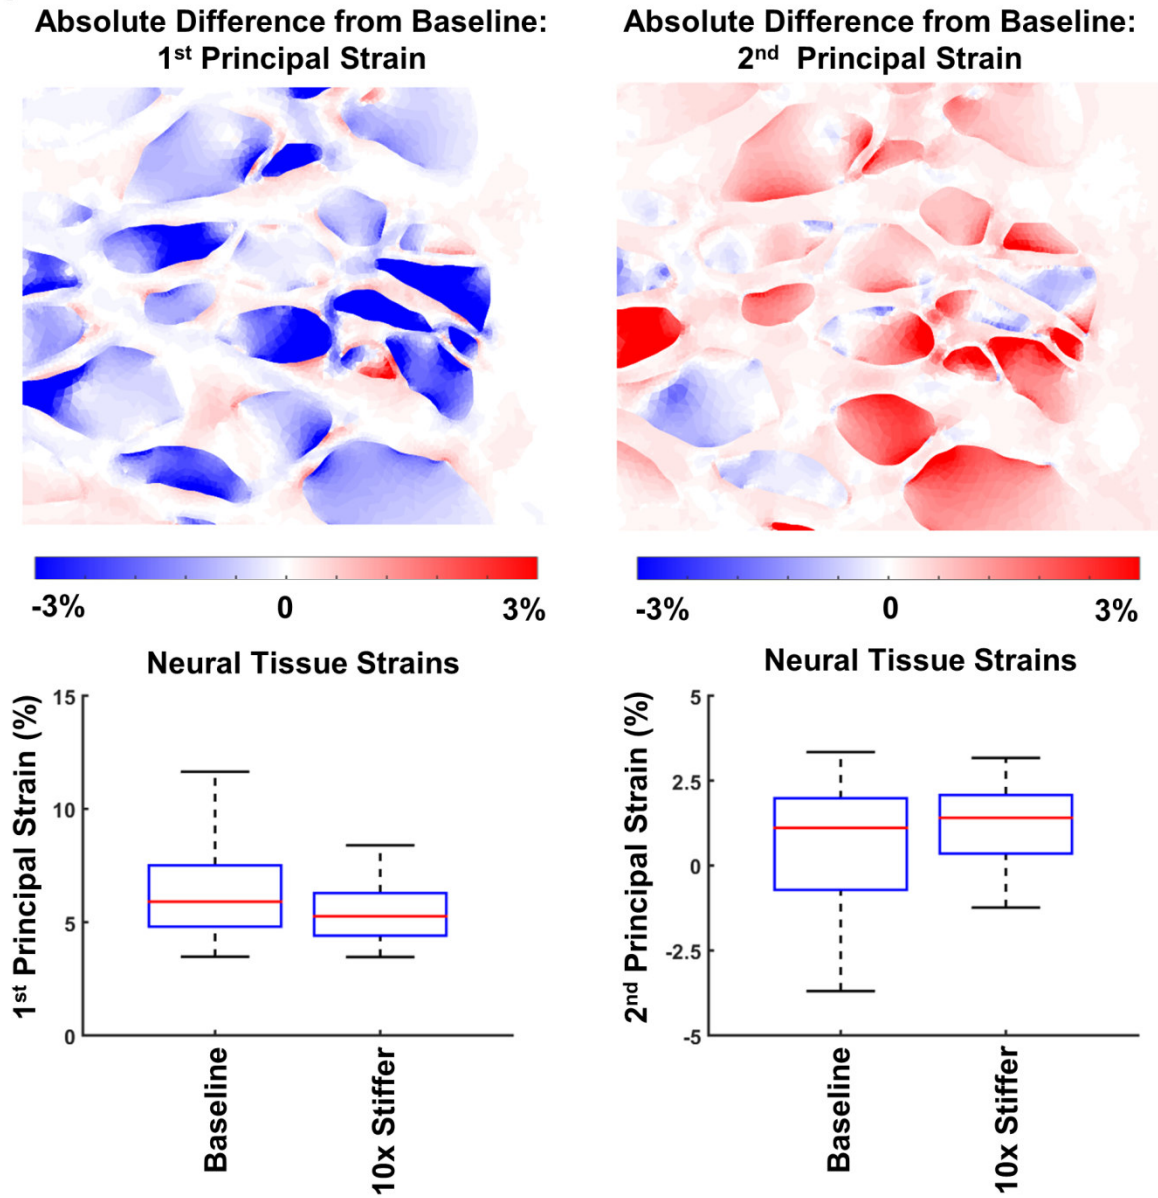 Absolute Difference from Baseline:
1st Principal Strain
-3% 0 3%
Neural Tissue Strains
1st Principal Strain (%)
15
10
5
0
Baseline
10x Stiffer
Absolute Difference from Baseline:
2nd Principal Strain
-3% 0 3%
Neural Tissue Strains
2nd Principal Strain (%)
5
2.5
0
-2.5
-5
Baseline
10x Stiffer